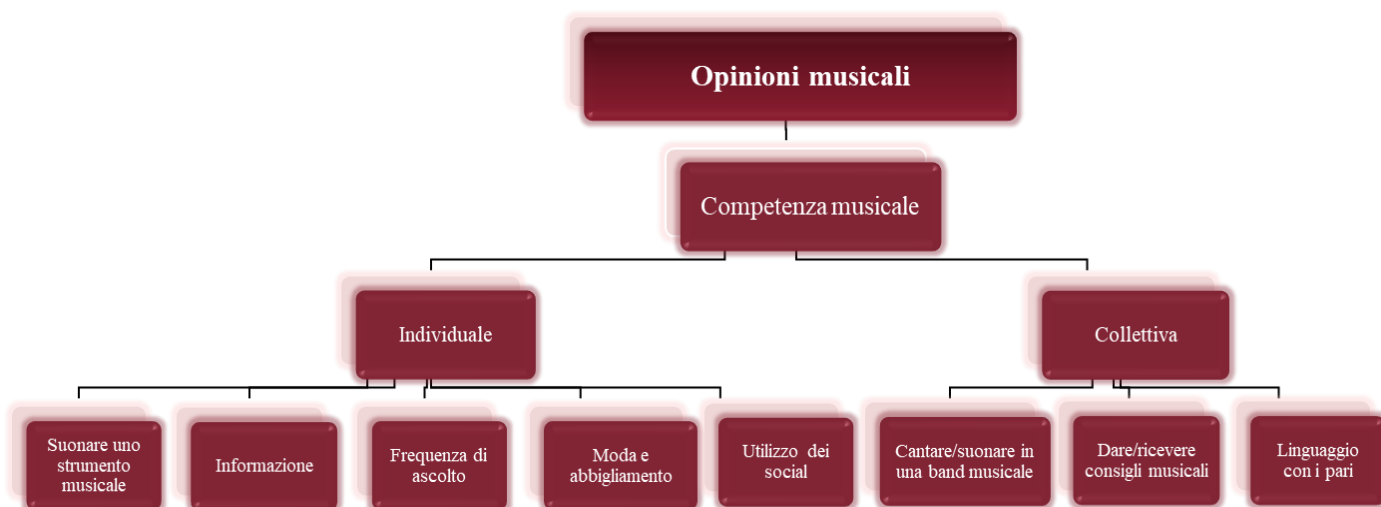 Opinioni musicali
Competenza musicale
Individuale
Collettiva
Suonare uno
strumento
musicale
Informazione
Frequenza di
ascolto
Moda e
abbigliamento
Utilizzo dei
social
Cantare/suonare in
una band musicale
Dare/ricevere
consigli musicali
Linguaggio
con i pari